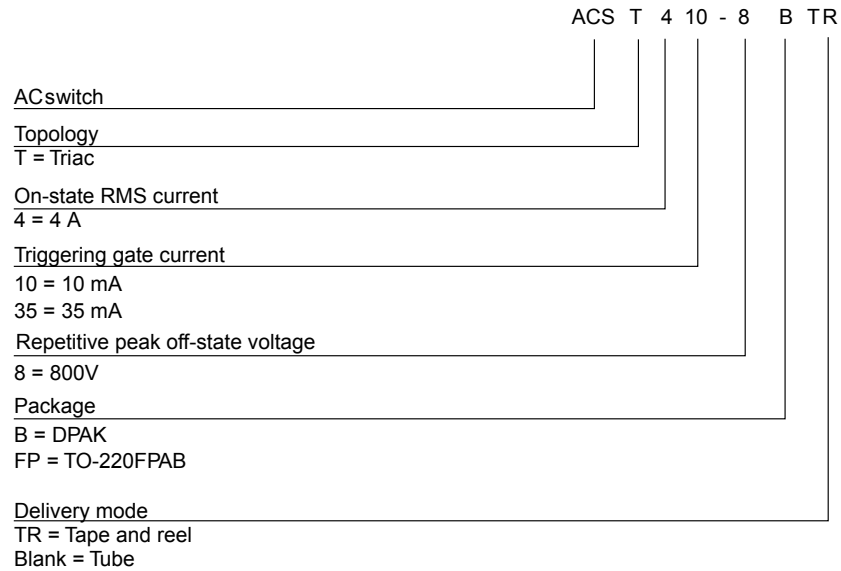 ACS T 4 10 - 8 B TR
ACswitch
Topology
T = Triac
On-state RMS current
4 = 4 A
Triggering gate current
10 = 10 mA
35 = 35 mA
Repetitive peak off-state voltage
8 = 800V
Package
B = DPAK
FP = TO-220FPAB
Delivery mode
TR = Tape and reel
Blank = Tube